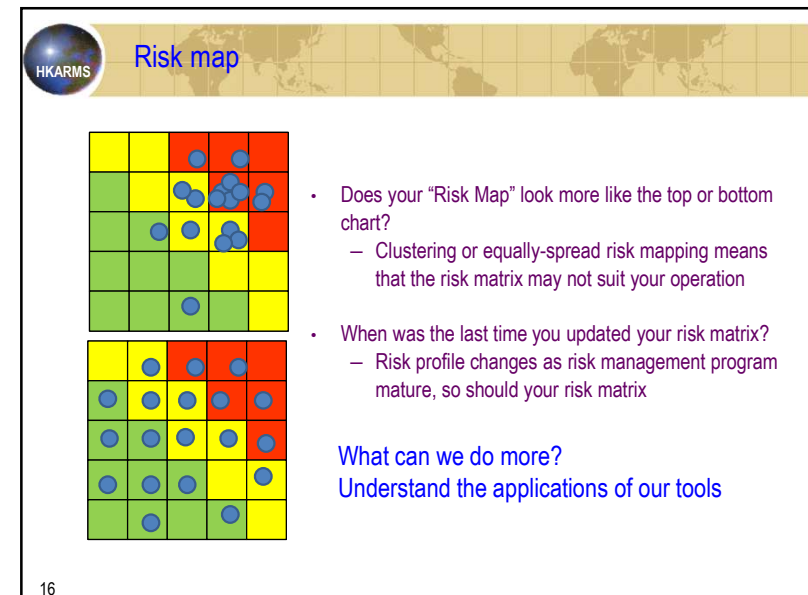 HKARMS
Risk map
• Does your “Risk Map” look more like the top or bottom
chart?
– Clustering or equally-spread risk mapping means
that the risk matrix may not suit your operation
• When was the last time you updated your risk matrix?
– Risk profile changes as risk management program
mature, so should your risk matrix
What can we do more?
Understand the applications of our tools
16